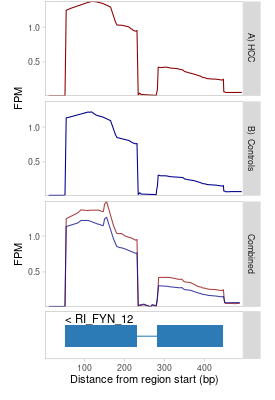 1.0
0.5
A) HCC
FPM
1.0
0.5
B) Controls
1.0
0.5
FPM
Combined
< RI_FYN_12
100 200 300 400
Distance from region start (bp)